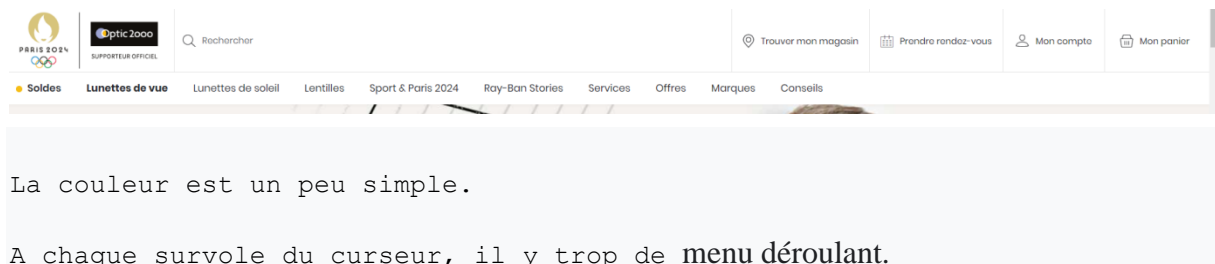 PARIS 2024
Optic 2ooo
SUPPORTEUR OFFICIEL
Rechercher
Trouver mon magasin
Prendre rendez-vous
Mon compte
Mon panier
Soldes Lunettes de vue Lunettes de soleil Lentilles Sport & Paris 2024 Ray-Ban Stories Services Offres Marques Conseils
La couleur est un peu simple.
A chaque survole du curseur, il y trop de menu déroulant.